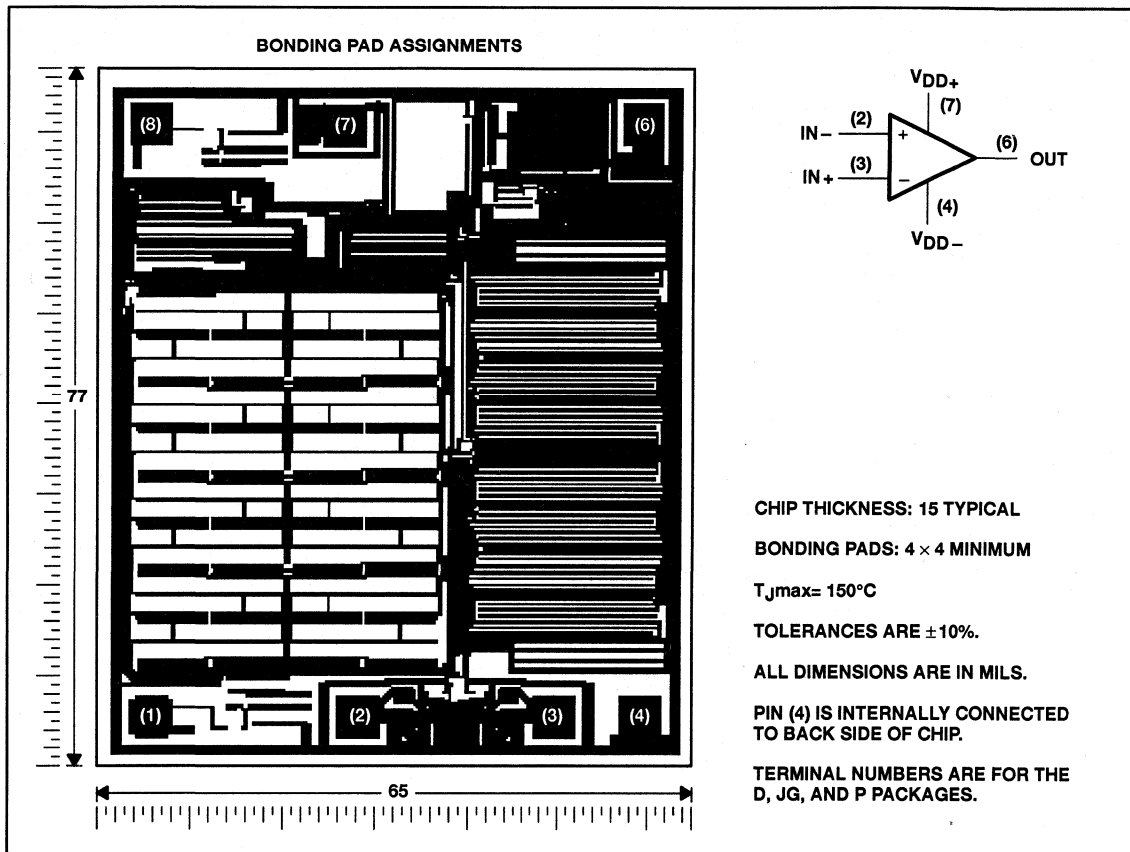 BONDING PAD ASSIGNMENTS
(8)
(7)
(6)
77
(1)
(2)
(3)
(4)
65
VDD+
(7)
IN−
(2)
+
(6)
OUT
IN+
(3)
−
(4)
VDD−
CHIP THICKNESS: 15 TYPICAL
BONDING PADS: 4 × 4 MINIMUM
TJmax= 150°C
TOLERANCES ARE ±10%.
ALL DIMENSIONS ARE IN MILS.
PIN (4) IS INTERNALLY CONNECTED
TO BACK SIDE OF CHIP.
TERMINAL NUMBERS ARE FOR THE
D, JG, AND P PACKAGES.